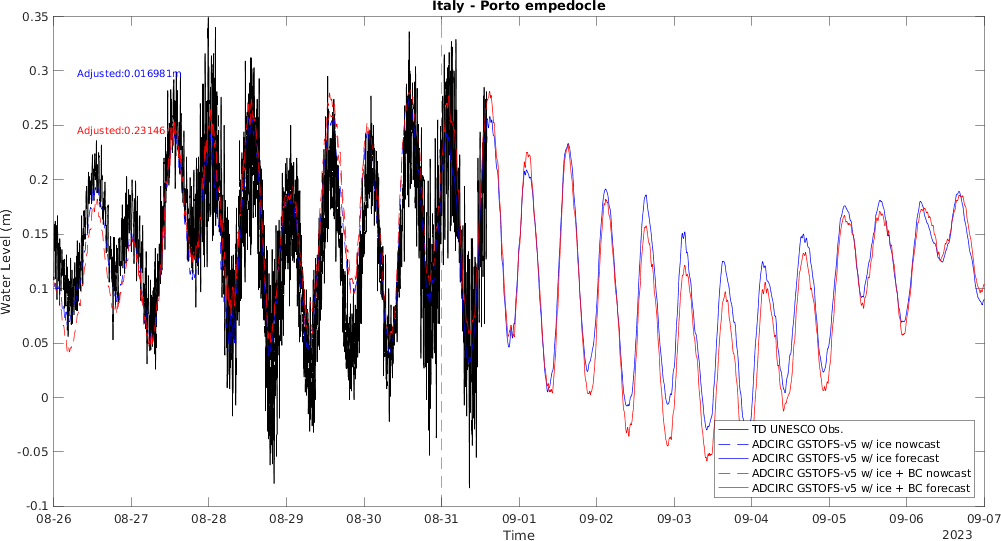 Italy - Porto empedocle
0.35
0.3
0.25
0.2
0.15
0.1
0.05
0
-0.05
-0.1
Water Level (m)
Adjusted:0.016981m
Adjusted:0.23146
TD UNESCO Obs.
ADCIRC GSTOFS-v5 w/ ice nowcast
ADCIRC GSTOFS-v5 w/ ice forecast
ADCIRC GSTOFS-v5 w/ ice + BC nowcast
ADCIRC GSTOFS-v5 w/ ice + BC forecast
08-26 08-27 08-28 08-29 08-30 08-31 09-01 09-02 09-03 09-04 09-05 09-06 09-07
Time
2023